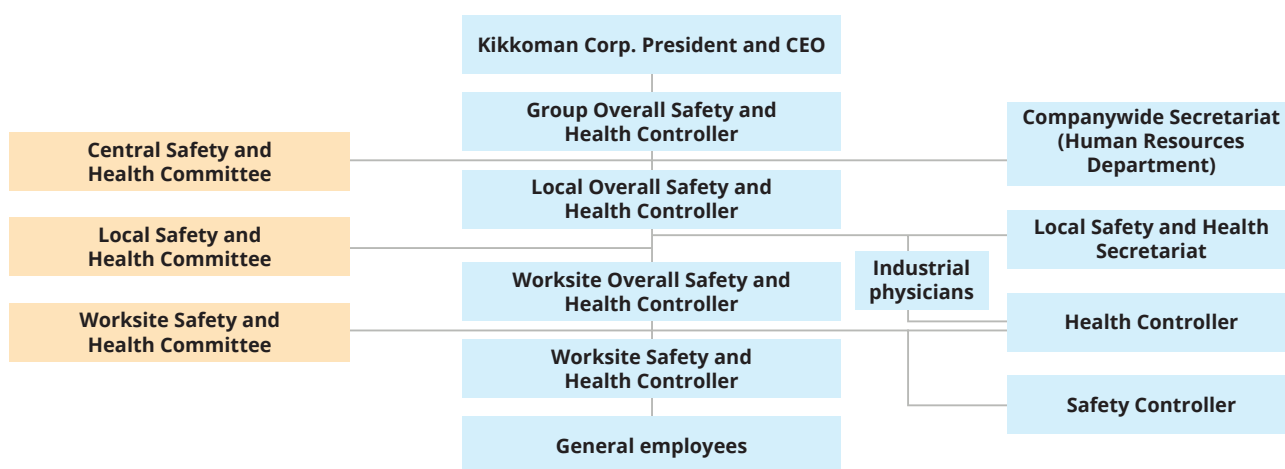 Kikkoman Corp. President and CEO
Group Overall Safety and
Health Controller
Companywide Secretariat
(Human Resources
Department)
Central Safety and
Health Committee
Local Overall Safety and
Health Controller
Local Safety and
Health Committee
Local Safety and Health
Secretariat
Industrial
physicians
Worksite Overall Safety and
Health Controller
Worksite Safety and
Health Committee
Health Controller
Worksite Safety and
Health Controller
Safety Controller
General employees